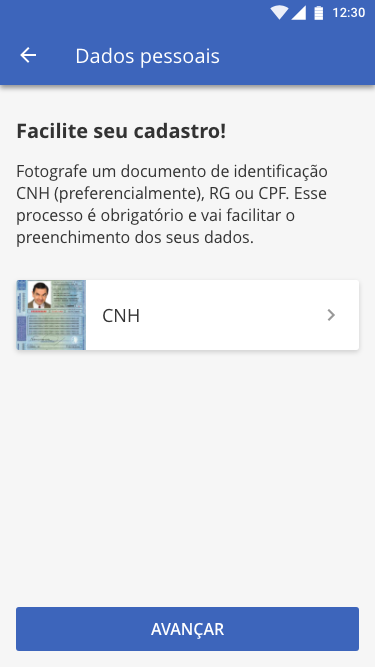 12:30
Dados pessoais
Facilite seu cadastro!
Fotografe um documento de identificação
CNH (preferencialmente), RG ou CPF. Esse
processo é obrigatório e vai facilitar o
preenchimento dos seus dados.
CNH
AVANÇAR